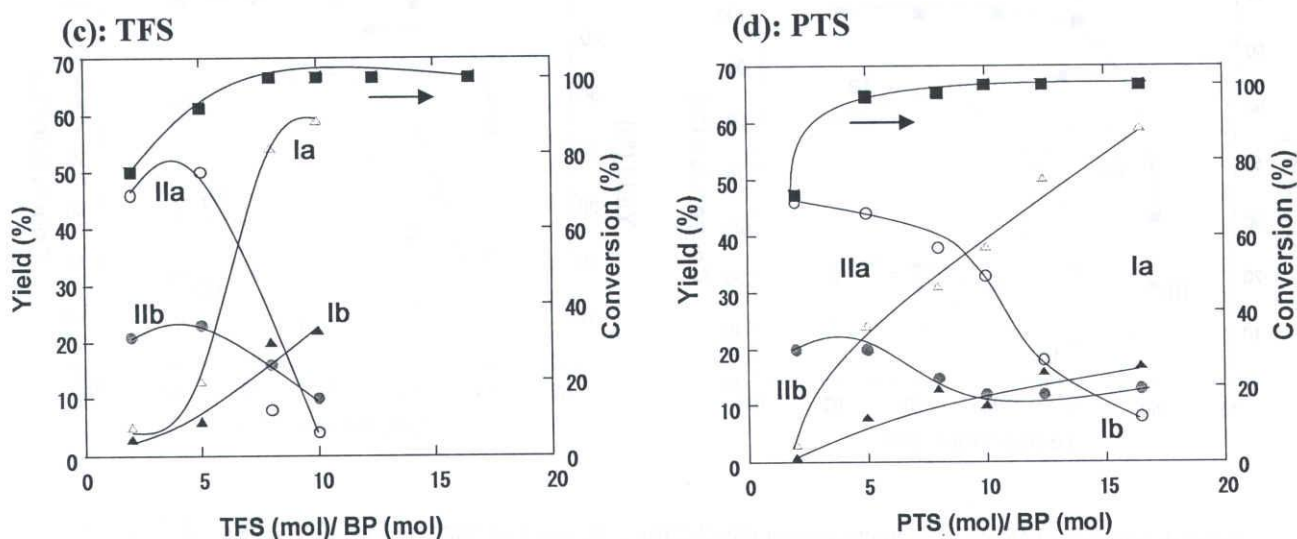 (c): TFS
70
60
50
40
30
20
10
0
Yield (%)
100
80
60
40
20
0
Conversion (%)
Ia
IIa
IIb
Ib
0 5 10 15 20
TFS (mol)/ BP (mol)
(d): PTS
70
60
50
40
30
20
10
0
Yield (%)
100
80
60
40
20
0
Conversion (%)
IIa
Ia
IIb
Ib
0 5 10 15 20
PTS (mol)/ BP (mol)